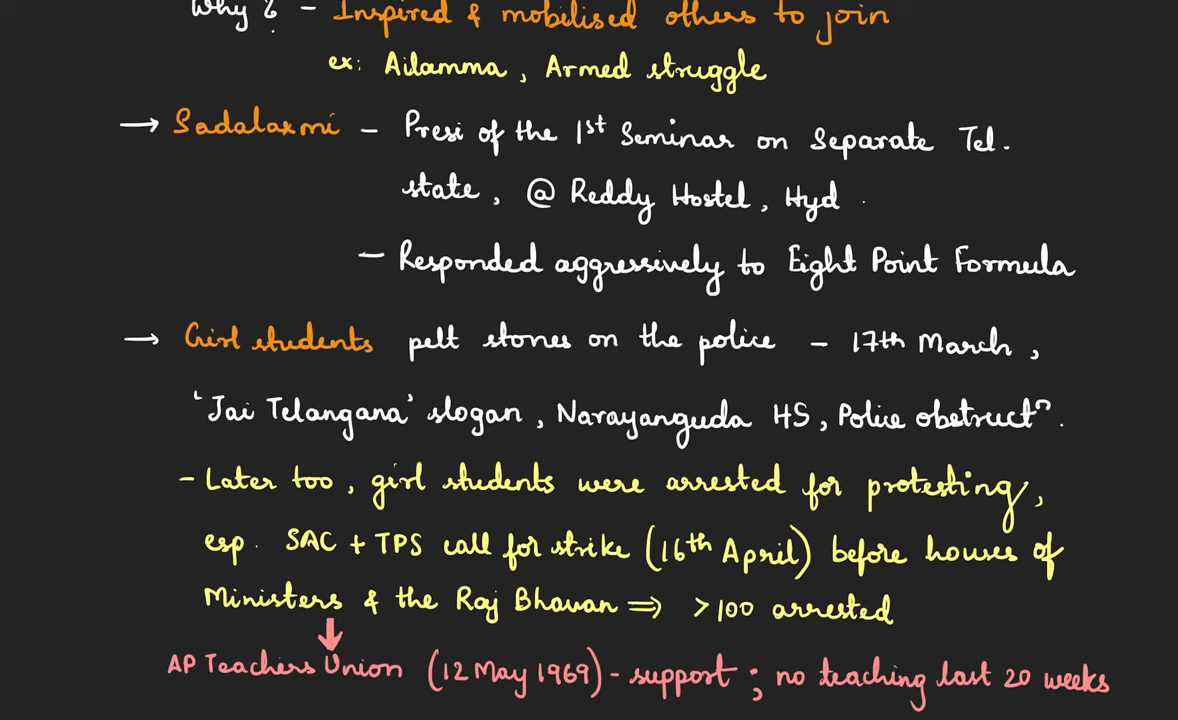 Why ? - Inspired & mobilised others to join
ex: Ailamma, Armed struggle
→ Sadalaxmi - Presi of the 1st Seminar on Separate Tel.
state, @ Reddy Hostel, Hyd.
- Responded aggressively to Eight Point Formula
→ Girl students pelt stones on the police - 17th March,
'Jai Telangana' slogan, Narayanguda HS, Police obstructn.
- Later too, girl students were arrested for protesting,
esp. SAC + TPS call for strike (16th April) before houses of
Ministers & the Raj Bhavan ⇒ >100 arrested
↓
AP Teachers Union (12 May 1969) - support ; no teaching last 20 weeks